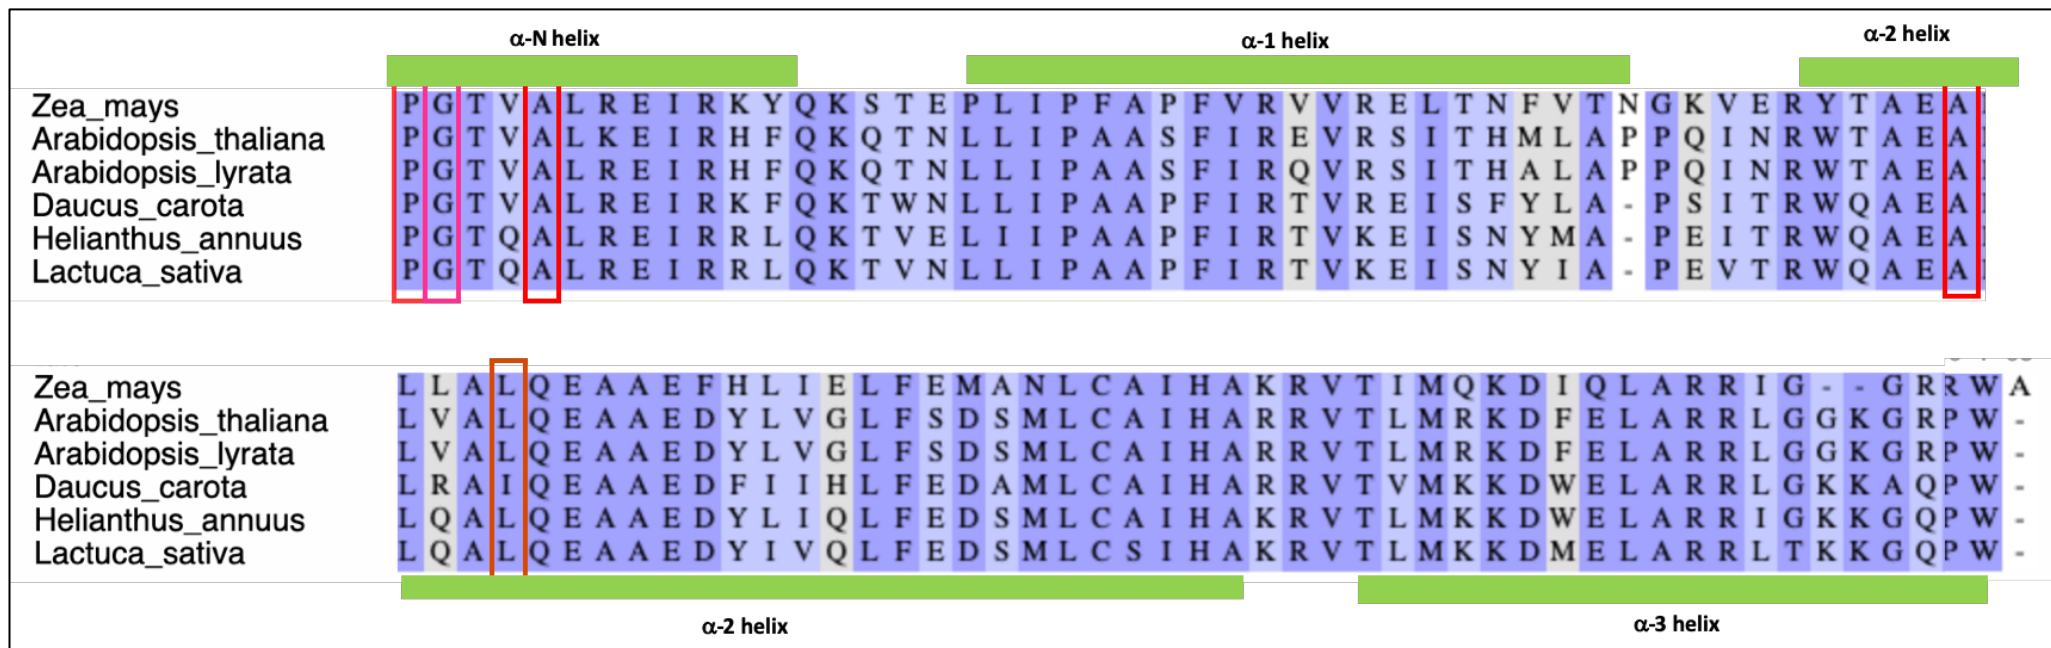 α-N helix α-1 helix α-2 helix
Zea_mays P G T V A L R E I R K Y Q K S T E P L I P F A P F V R V V R E L T N F V T N G K V E R Y T A E A
Arabidopsis_thaliana P G T V A L K E I R H F Q K Q T N L L I P A A S F I R E V R S I T H M L A P P Q I N R W T A E A
Arabidopsis_lyrata P G T V A L R E I R H F Q K Q T N L L I P A A S F I R Q V R S I T H A L A P P Q I N R W T A E A
Daucus_carota P G T V A L R E I R K F Q K T W N L L I P A A P F I R T V R E I S F Y L A - P S I T R W Q A E A
Helianthus_annuus P G T Q A L R E I R R L Q K T V E L I I P A A P F I R T V K E I S N Y M A - P E I T R W Q A E A
Lactuca_sativa P G T Q A L R E I R R L Q K T V N L L I P A A P F I R T V K E I S N Y I A - P E V T R W Q A E A
Zea_mays L L A L Q E A A E F H L I E L F E M A N L C A I H A K R V T I M Q K D I Q L A R R I G - - G R R W A
Arabidopsis_thaliana L V A L Q E A A E D Y L V G L F S D S M L C A I H A R R V T L M R K D F E L A R R L G G K G R P W -
Arabidopsis_lyrata L V A L Q E A A E D Y L V G L F S D S M L C A I H A R R V T L M R K D F E L A R R L G G K G R P W -
Daucus_carota L R A I Q E A A E D F I I H L F E D A M L C A I H A R R V T V M K K D W E L A R R L G K K A Q P W -
Helianthus_annuus L Q A L Q E A A E D Y L I Q L F E D S M L C A I H A K R V T L M K K D W E L A R R I G K K G Q P W -
Lactuca_sativa L Q A L Q E A A E D Y I V Q L F E D S M L C S I H A K R V T L M K K D M E L A R R L T K K G Q P W -
α-2 helix α-3 helix